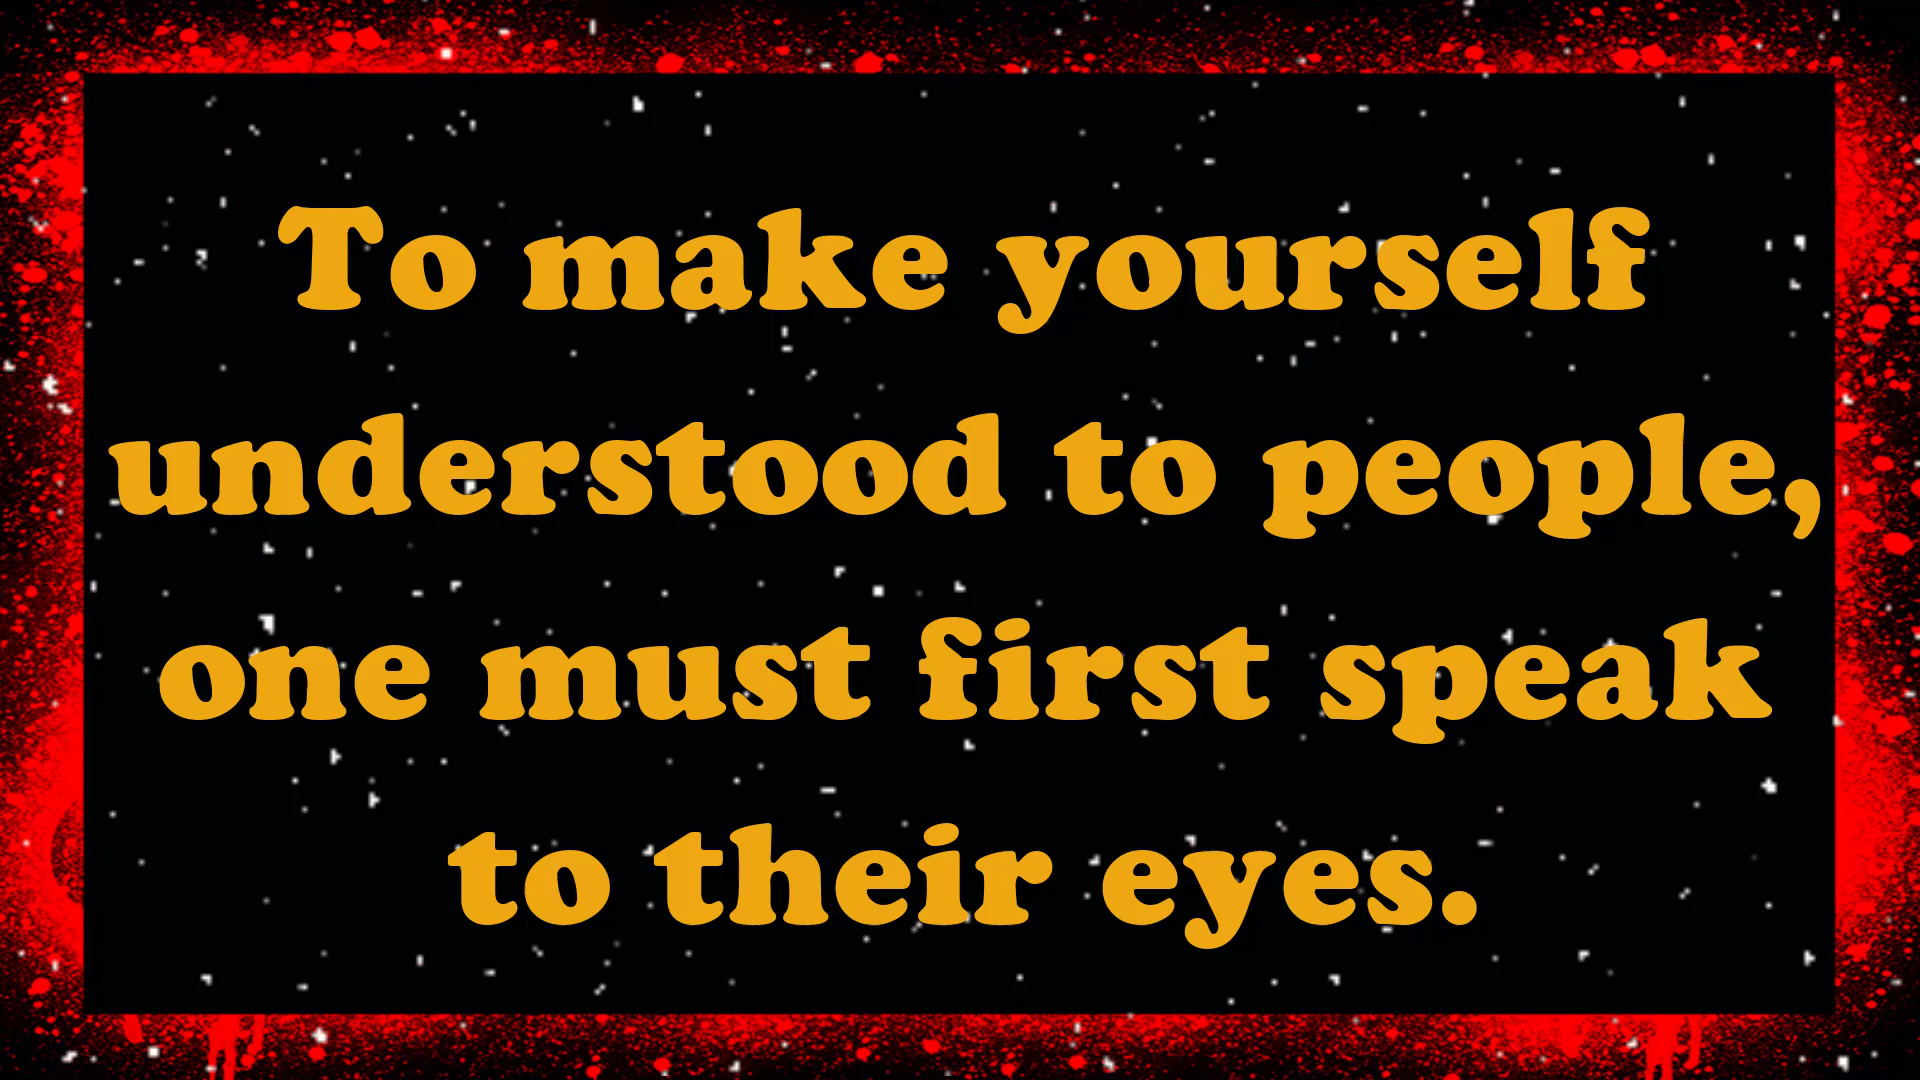 To make yourself
understood to people,
one must first speak
to their eyes.